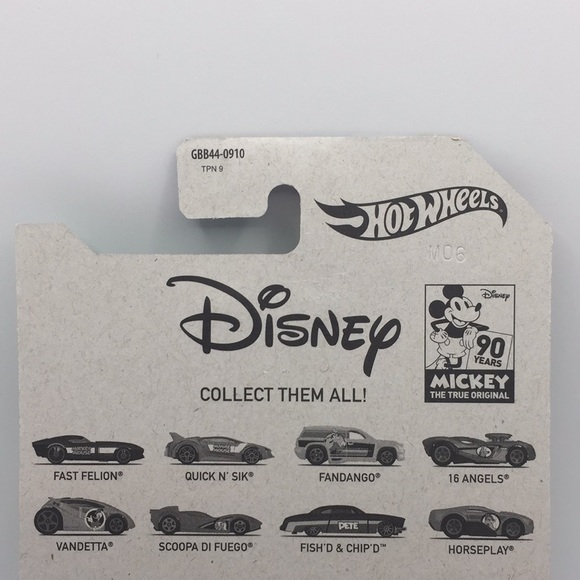 GBB44-0910
TPN 9
HOT WHEELS
M06
DISNEY
Disney
90
YEARS
MICKEY
THE TRUE ORIGINAL
COLLECT THEM ALL!
FAST FELION® QUICK N' SIK® FANDANGO® 16 ANGELS®
PETE
VANDETTA® SCOOPA DI FUEGO® FISH'D & CHIP'D™ HORSEPLAY®